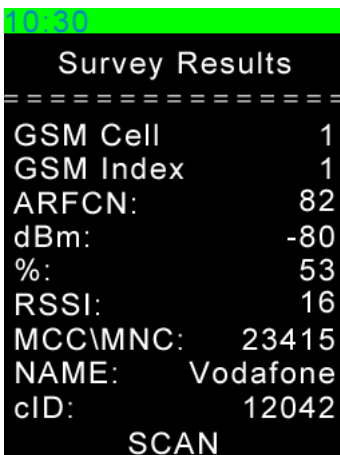 10:30
Survey Results
===============
GSM Cell 1
GSM Index 1
ARFCN: 82
dBm: -80
%: 53
RSSI: 16
MCC\MNC: 23415
NAME: Vodafone
cID: 12042
SCAN